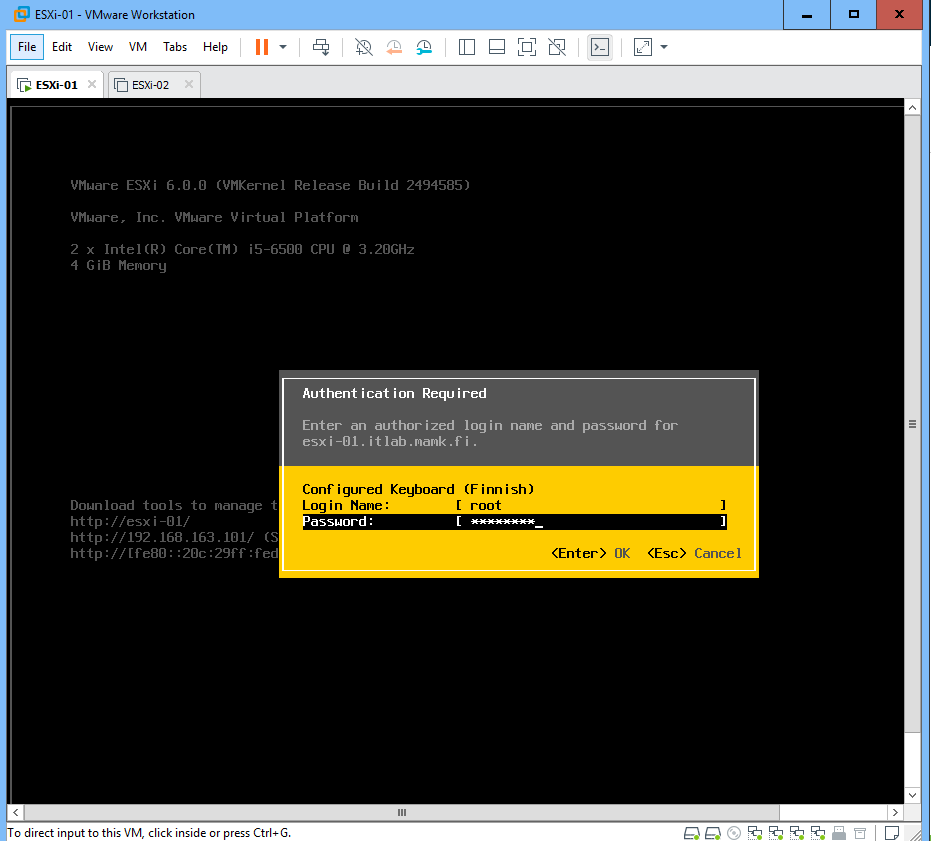 ESXi-01 - VMware Workstation
File Edit View VM Tabs Help
ESXi-01 ESXi-02
VMware ESXi 6.0.0 (VMKernel Release Build 2494585)
VMware, Inc. VMware Virtual Platform
2 x Intel(R) Core(TM) i5-6500 CPU @ 3.20GHz
4 GiB Memory
Authentication Required
Enter an authorized login name and password for
esxi-01.itlab.mamk.fi.
Configured Keyboard (Finnish)
Login Name: [ root ]
Password: [ ********_ ]
<Enter> OK <Esc> Cancel
Download tools to manage t
http://esxi-01/
http://192.168.163.101/ (S
http://[fe80::20c:29ff:fed
To direct input to this VM, click inside or press Ctrl+G.